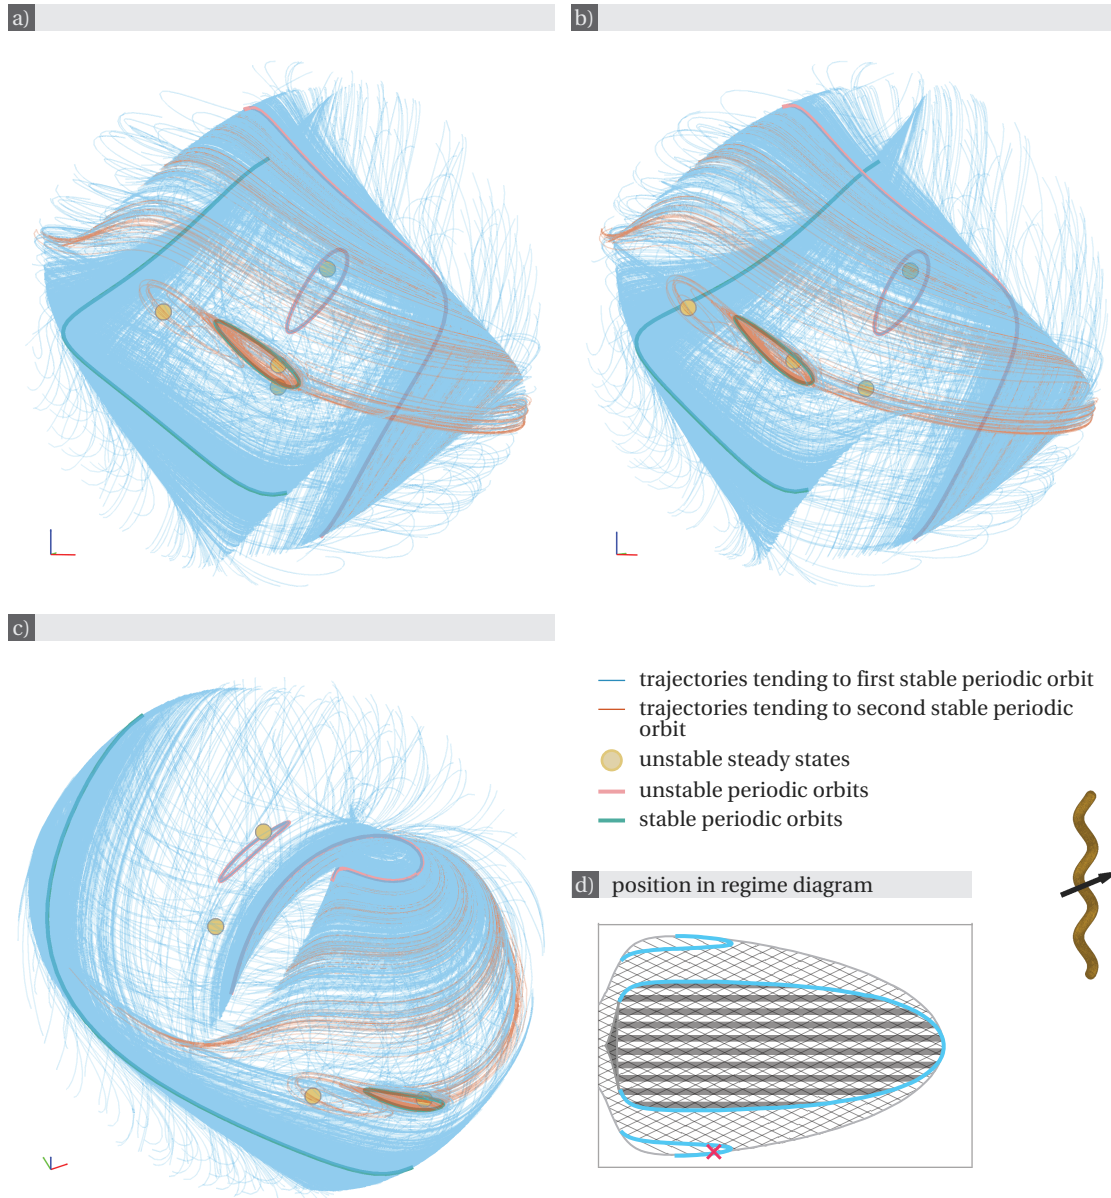 a)
b)
c)
trajectories tending to first stable periodic orbit
trajectories tending to second stable periodic
orbit
unstable steady states
unstable periodic orbits
stable periodic orbits
d) position in regime diagram